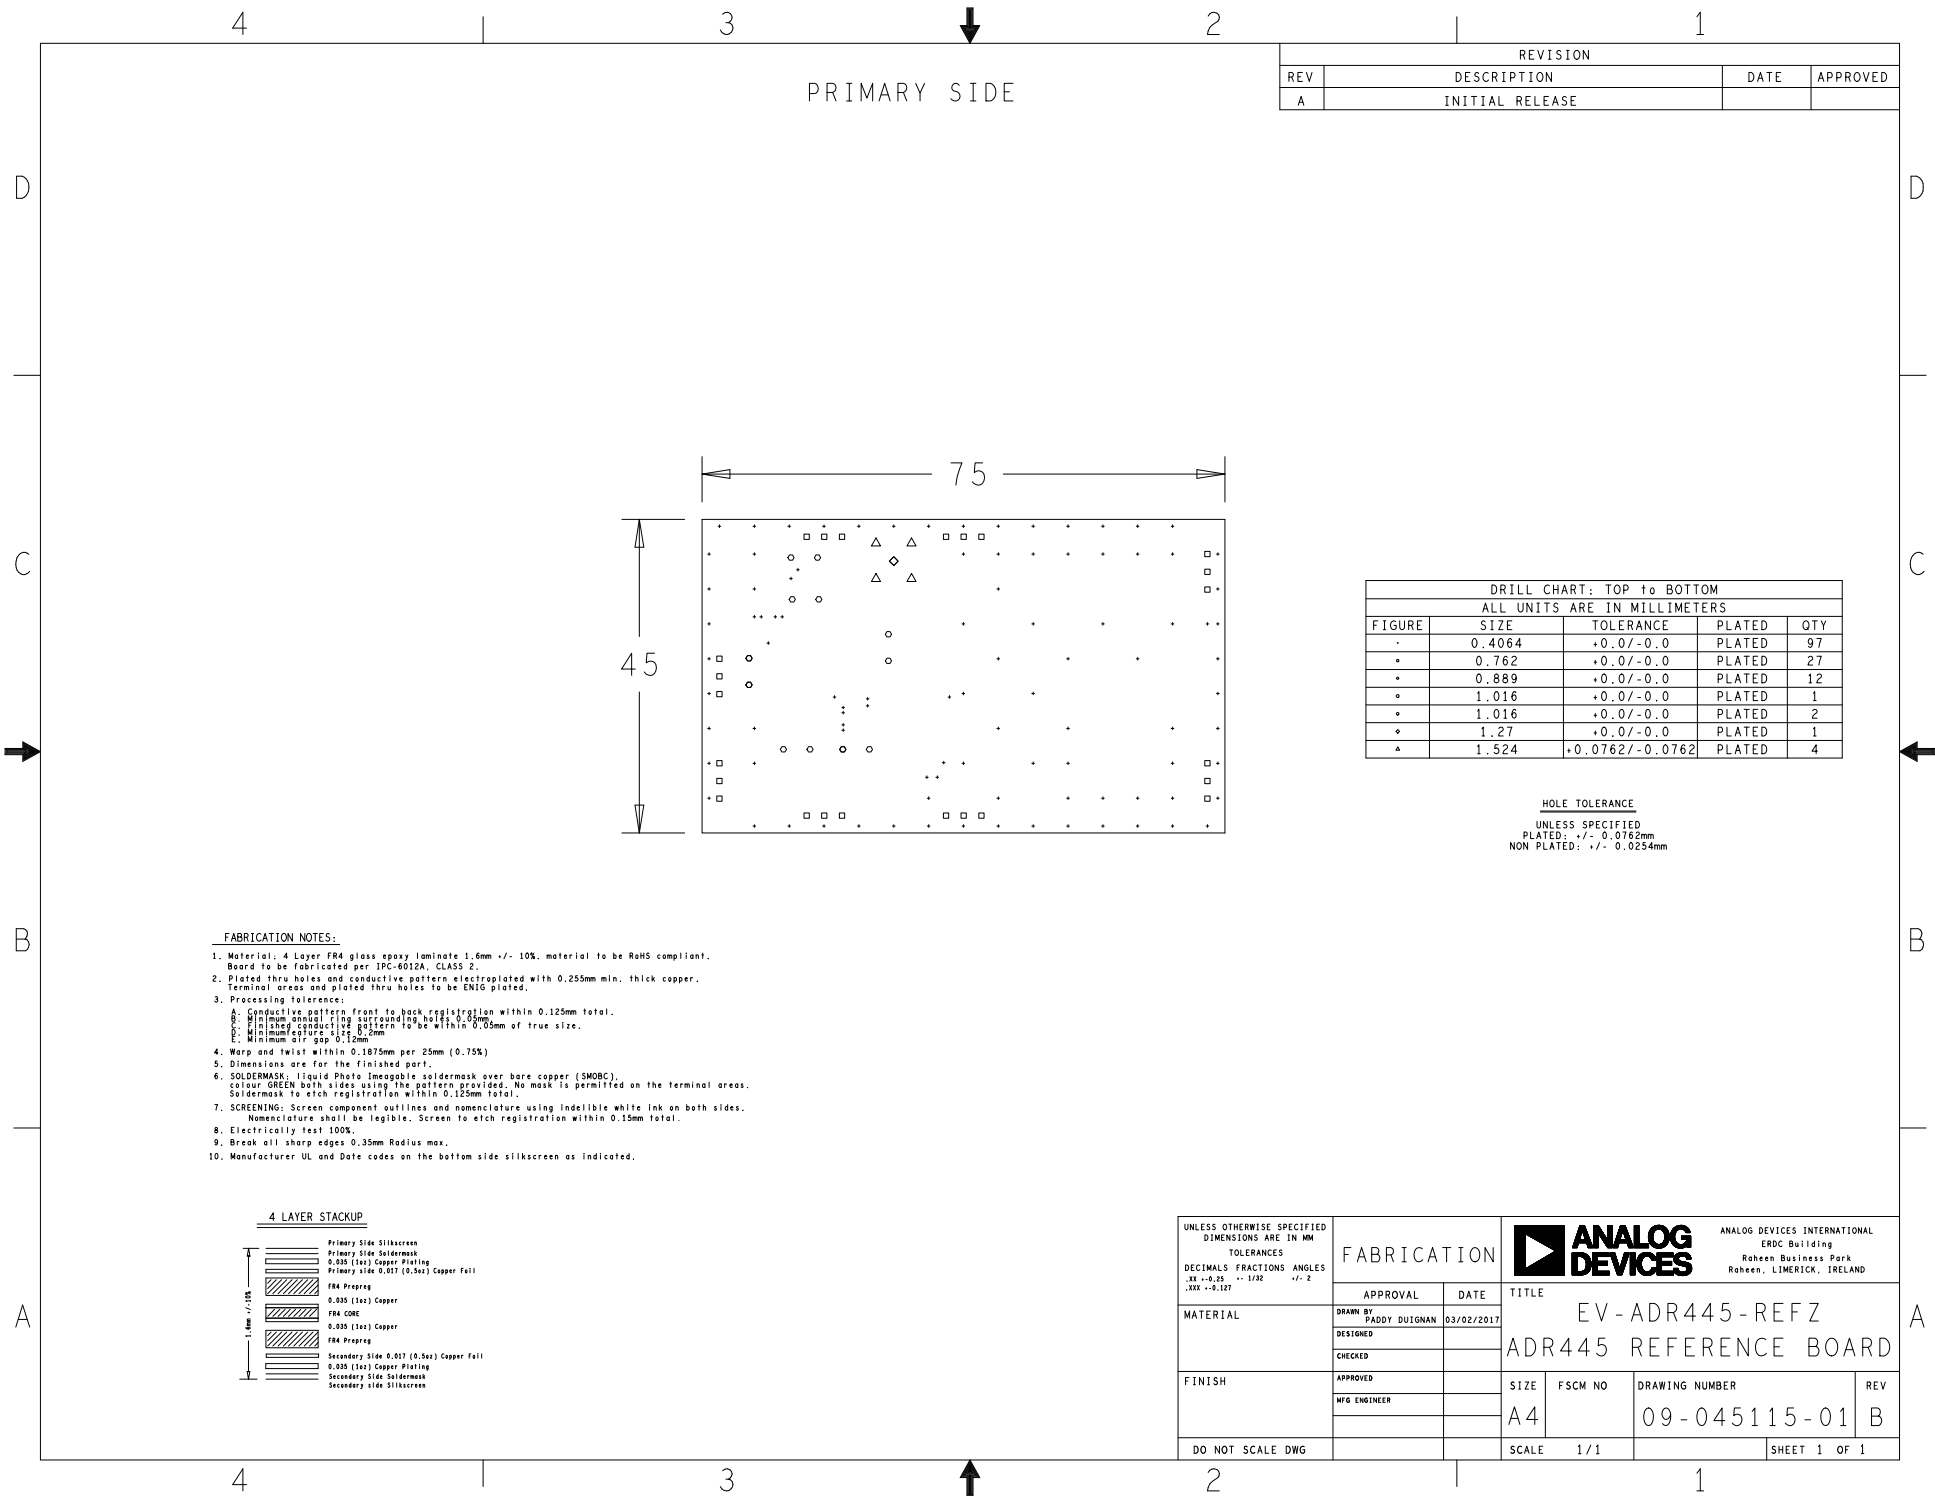 4 3 2 1
REVISION
REV DESCRIPTION DATE APPROVED
A INITIAL RELEASE
PRIMARY SIDE
D D
75
45
C C
DRILL CHART: TOP to BOTTOM
ALL UNITS ARE IN MILLIMETERS
FIGURE SIZE TOLERANCE PLATED QTY
0.4064 +0.0/-0.0 PLATED 97
0.762 +0.0/-0.0 PLATED 27
0.889 +0.0/-0.0 PLATED 12
1.016 +0.0/-0.0 PLATED 1
1.016 +0.0/-0.0 PLATED 2
1.27 +0.0/-0.0 PLATED 1
1.524 +0.0762/-0.0762 PLATED 4
HOLE TOLERANCE
UNLESS SPECIFIED
PLATED: +/- 0.0762mm
NON PLATED: +/- 0.0254mm
B B
FABRICATION NOTES:
1. Material: 4 Layer FR4 glass epoxy laminate 1.6mm +/- 10%. material to be RoHS compliant.
Board to be fabricated per IPC-6012A, CLASS 2.
2. Plated thru holes and conductive pattern electroplated with 0.255mm min. thick copper.
Terminal areas and plated thru holes to be ENIG plated.
3. Processing tolerence:
A. Conductive pattern front to back registration within 0.125mm total.
B. Minimum annual ring surrounding holes 0.05mm.
C. Finished conductive pattern to be within 0.05mm of true size.
D. Minimumfeature size 0.2mm
E. Minimum air gap 0.12mm
4. Warp and twist within 0.1875mm per 25mm (0.75%)
5. Dimensions are for the finished part.
6. SOLDERMASK: liquid Photo Imeagable soldermask over bare copper (SMOBC),
colour GREEN both sides using the pattern provided. No mask is permitted on the terminal areas.
Soldermask to etch registration within 0.125mm total.
7. SCREENING: Screen component outlines and nomenclature using indelible white ink on both sides.
Nomenclature shall be legible. Screen to etch registration within 0.15mm total.
8. Electrically test 100%.
9. Break all sharp edges 0.35mm Radius max.
10. Manufacturer UL and Date codes on the bottom side silkscreen as indicated.
A A
4 LAYER STACKUP
1.6mm +/-10%
Primary Side Silkscreen
Primary Side Soldermask
0.035 (1oz) Copper Plating
Primary side 0.017 (0.5oz) Copper Foil
FR4 Prepreg
0.035 (1oz) Copper
FR4 CORE
0.035 (1oz) Copper
FR4 Prepreg
Secondary Side 0.017 (0.5oz) Copper Foil
0.035 (1oz) Copper Plating
Secondary Side Soldermask
Secondary side Silkscreen
UNLESS OTHERWISE SPECIFIED
DIMENSIONS ARE IN MM
TOLERANCES
DECIMALS FRACTIONS ANGLES
.XX +-0.25 +- 1/32 +/- 2
.XXX +-0.127
MATERIAL
FINISH
DO NOT SCALE DWG
FABRICATION
APPROVAL DATE
DRAWN BY
PADDY DUIGNAN 03/02/2017
DESIGNED
CHECKED
APPROVED
MFG ENGINEER
ANALOG
DEVICES
ANALOG DEVICES INTERNATIONAL
ERDC Building
Raheen Business Park
Raheen, LIMERICK, IRELAND
TITLE
EV-ADR445-REFZ
ADR445 REFERENCE BOARD
SIZE FSCM NO DRAWING NUMBER REV
A4 09-045115-01 B
SCALE 1/1 SHEET 1 OF 1
4 3 2 1